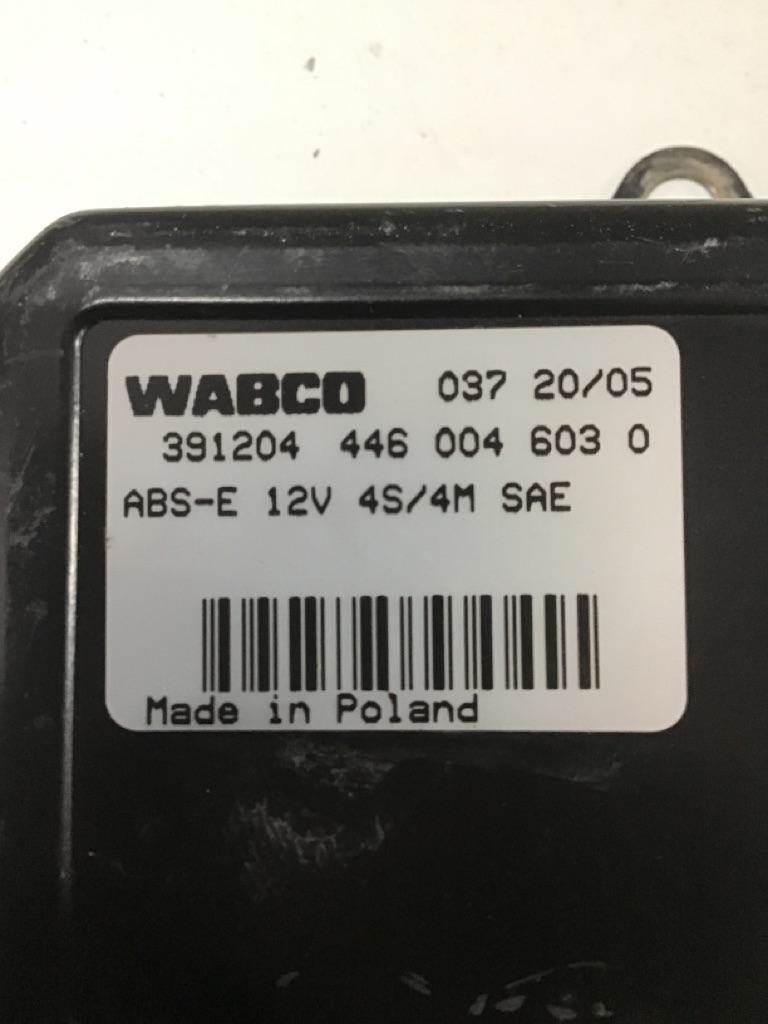 WABCO 037 20/05
391204 446 004 603 0
ABS-E 12V 4S/4M SAE
Made in Poland